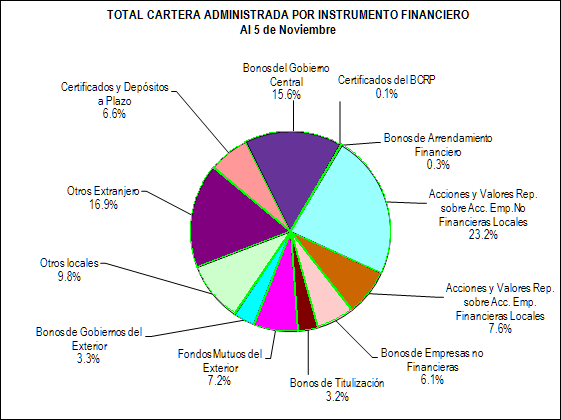 TOTAL CARTERA ADMINISTRADA POR INSTRUMENTO FINANCIERO
Al 5 de Noviembre
Bonos del Gobierno
Central
15.6%
Certificados del BCRP
0.1%
Bonos de Arrendamiento
Financiero
0.3%
Acciones y Valores Rep.
sobre Acc. Emp.No
Financieras Locales
23.2%
Acciones y Valores Rep.
sobre Acc. Emp.
Financieras Locales
7.6%
Bonos de Empresas no
Financieras
6.1%
Bonos de Titulización
3.2%
Fondos Mutuos del
Exterior
7.2%
Bonos de Gobiernos del
Exterior
3.3%
Otros locales
9.8%
Otros Extranjero
16.9%
Certificados y Depósitos
a Plazo
6.6%